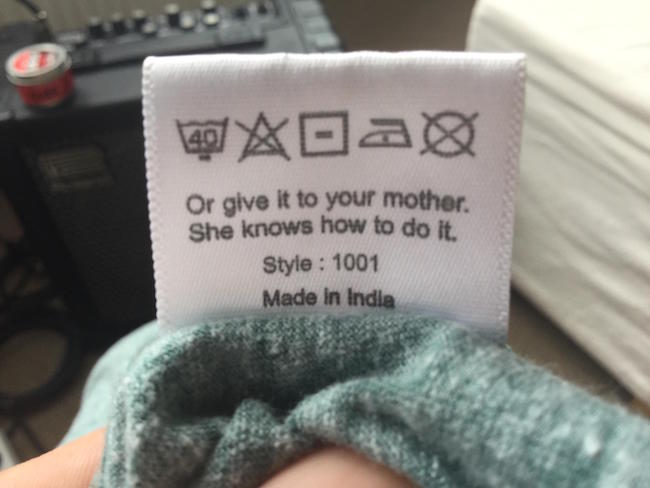 40
Or give it to your mother.
She knows how to do it.
Style : 1001
Made in India